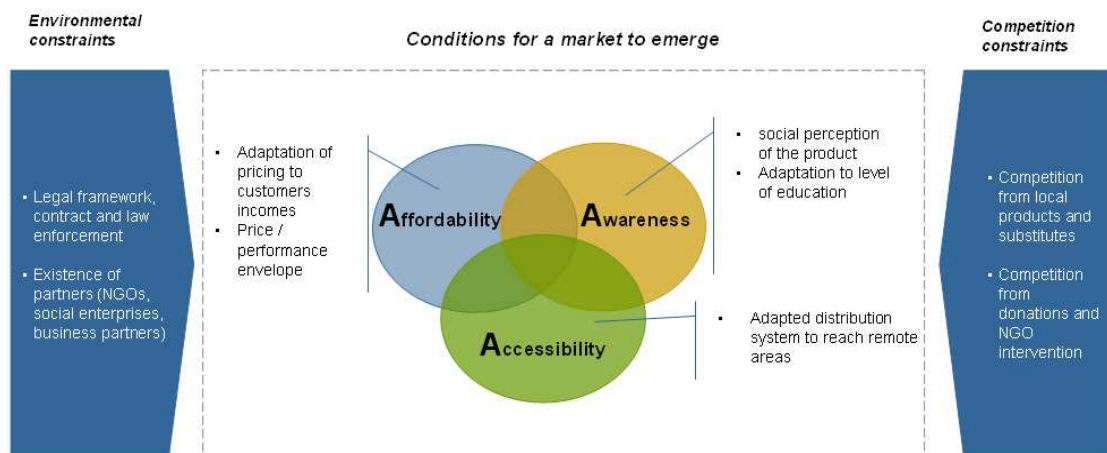 Environmental
constraints
Conditions for a market to emerge
Competition
constraints
▪ Legal framework,
contract and law
enforcement
▪ Existence of
partners (NGOs,
social enterprises,
business partners)
▪ Adaptation of
pricing to
customers
incomes
▪ Price /
performance
envelope
Affordability
Awareness
Accessibility
▪ social perception
of the product
▪ Adaptation to level
of education
▪ Adapted distribution
system to reach remote
areas
▪ Competition
from local
products and
substitutes
▪ Competition
from
donations and
NGO
intervention